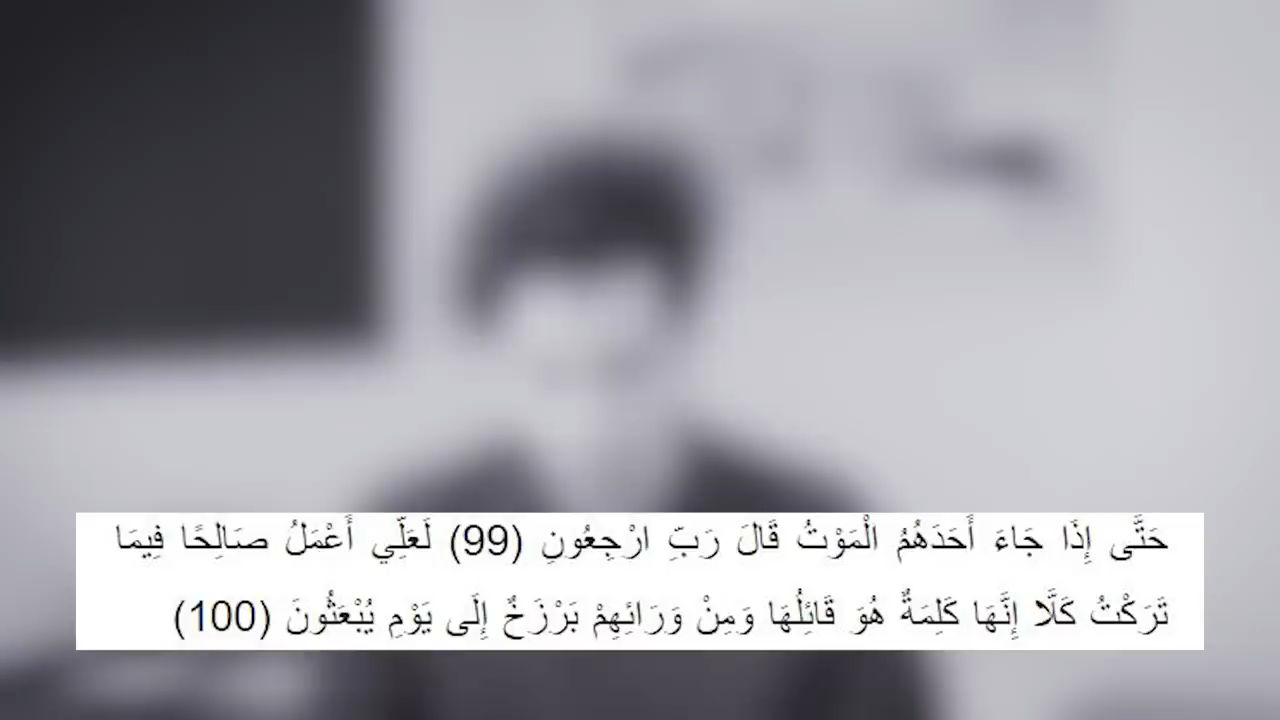 حَتَّى إِذَا جَاءَ أَحَدَهُمُ الْمَوْتُ قَالَ رَبِّ ارْجِعُونِ (99) لَعَلِّي أَعْمَلُ صَالِحًا فِيمَا
تَرَكْتُ كَلَّا إِنَّهَا كَلِمَةٌ هُوَ قَائِلُهَا وَمِنْ وَرَائِهِمْ بَرْزَخٌ إِلَى يَوْمِ يُبْعَثُونَ (100)